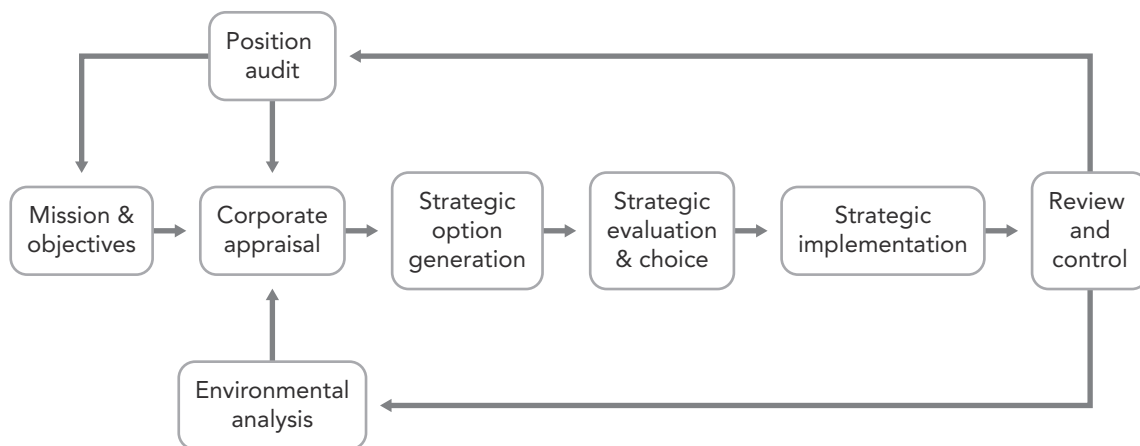 Position
audit
Mission &
objectives
Corporate
appraisal
Strategic
option
generation
Strategic
evaluation
& choice
Strategic
implementation
Review
and
control
Environmental
analysis